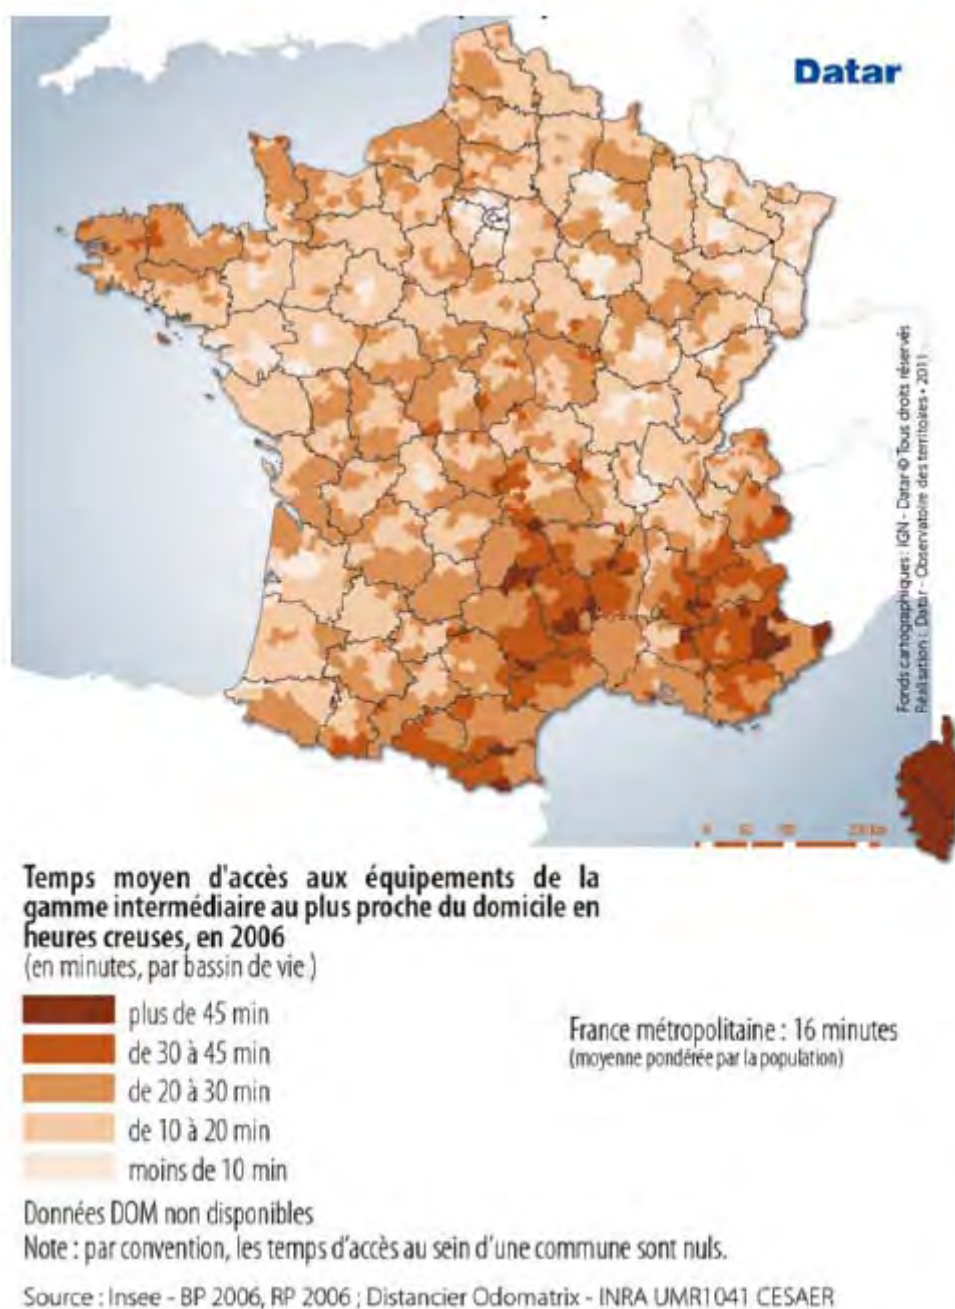 Datar
Fonds cartographiques : IGN - Datar © Tous droits réservés
Réalisation : Datar - Observatoire des territoires • 2011
Temps moyen d'accès aux équipements de la
gamme intermédiaire au plus proche du domicile en
heures creuses, en 2006
(en minutes, par bassin de vie )
plus de 45 min
de 30 à 45 min
de 20 à 30 min
de 10 à 20 min
moins de 10 min
France métropolitaine : 16 minutes
(moyenne pondérée par la population)
Données DOM non disponibles
Note : par convention, les temps d'accès au sein d'une commune sont nuls.
Source : Insee - BP 2006, RP 2006 ; Distancier Odomatrix - INRA UMR1041 CESAER